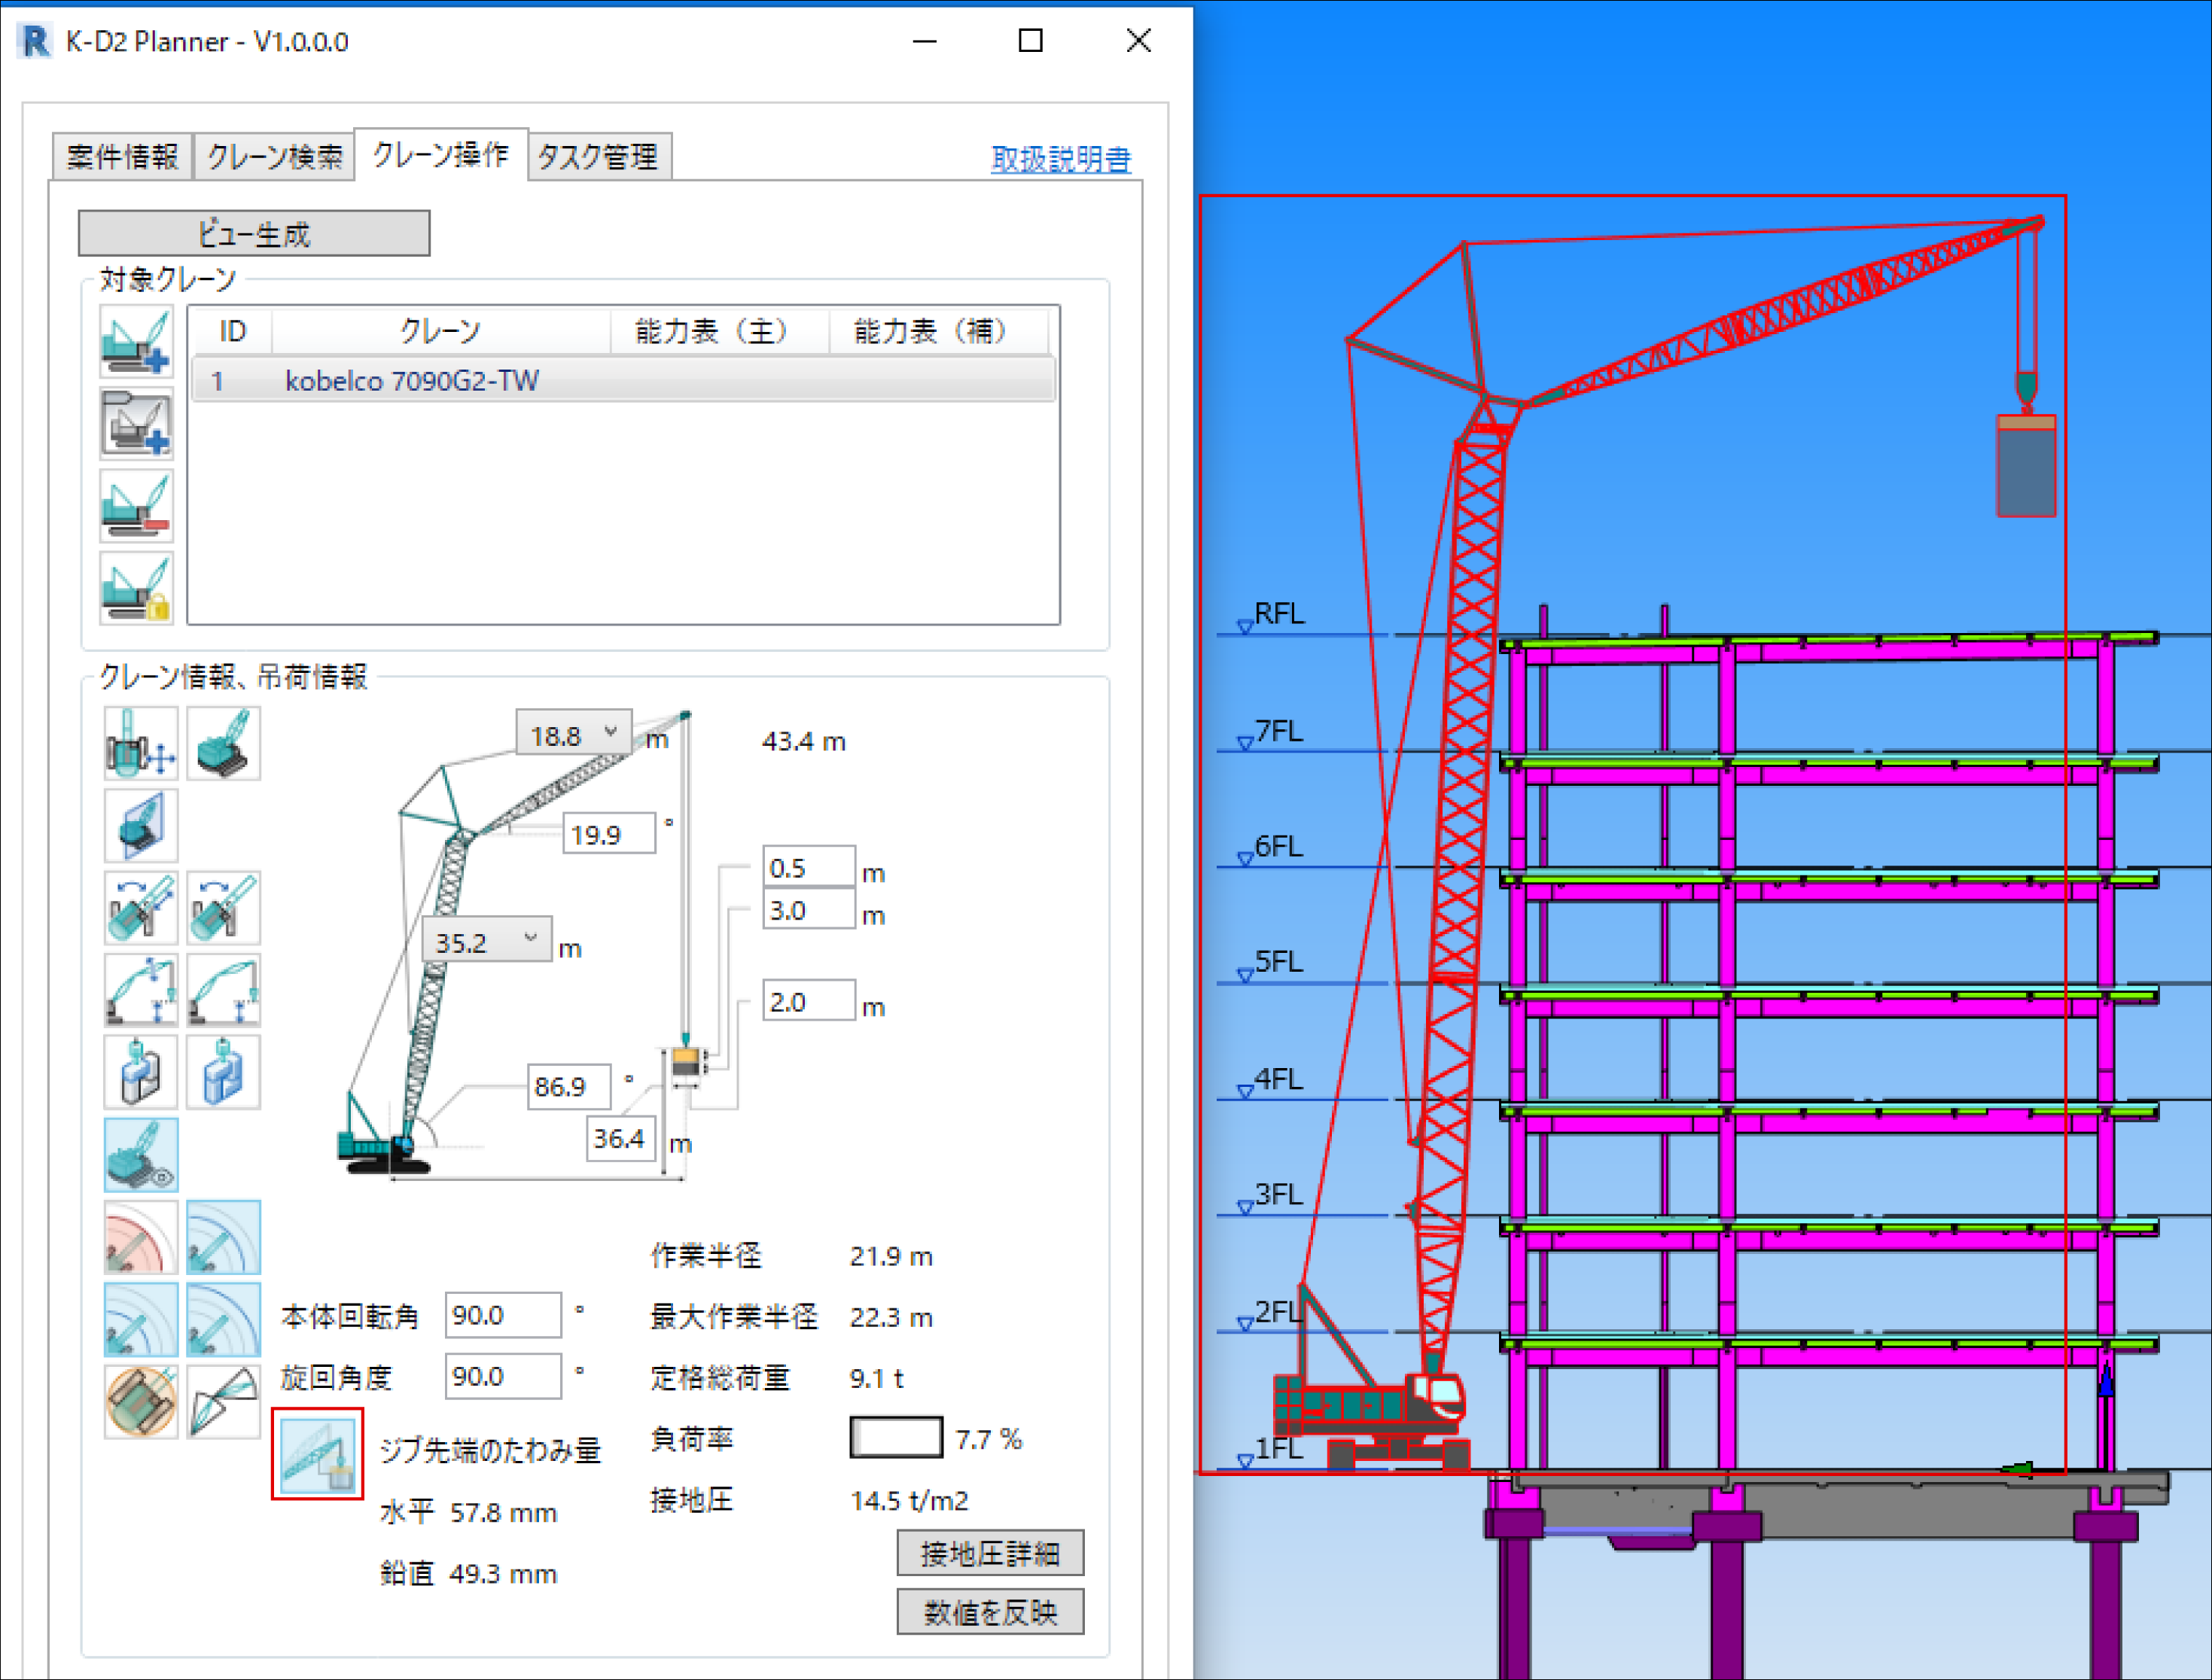 K-D2 Planner - V1.0.0.0
案件情報 クレーン検索 クレーン操作 タスク管理 取扱説明書
ビュー生成
対象クレーン
ID クレーン 能力表（主） 能力表（補）
1 kobelco 7090G2-TW
クレーン情報、吊荷情報
18.8 m 43.4 m
19.9 °
0.5 m
3.0 m
35.2 m
2.0 m
86.9 °
36.4 m
作業半径 21.9 m
本体回転角 90.0 ° 最大作業半径 22.3 m
旋回角度 90.0 ° 定格総荷重 9.1 t
ジブ先端のたわみ量 負荷率 7.7 %
水平 57.8 mm 接地圧 14.5 t/m2
鉛直 49.3 mm 接地圧詳細
数値を反映
RFL
7FL
6FL
5FL
4FL
3FL
2FL
1FL